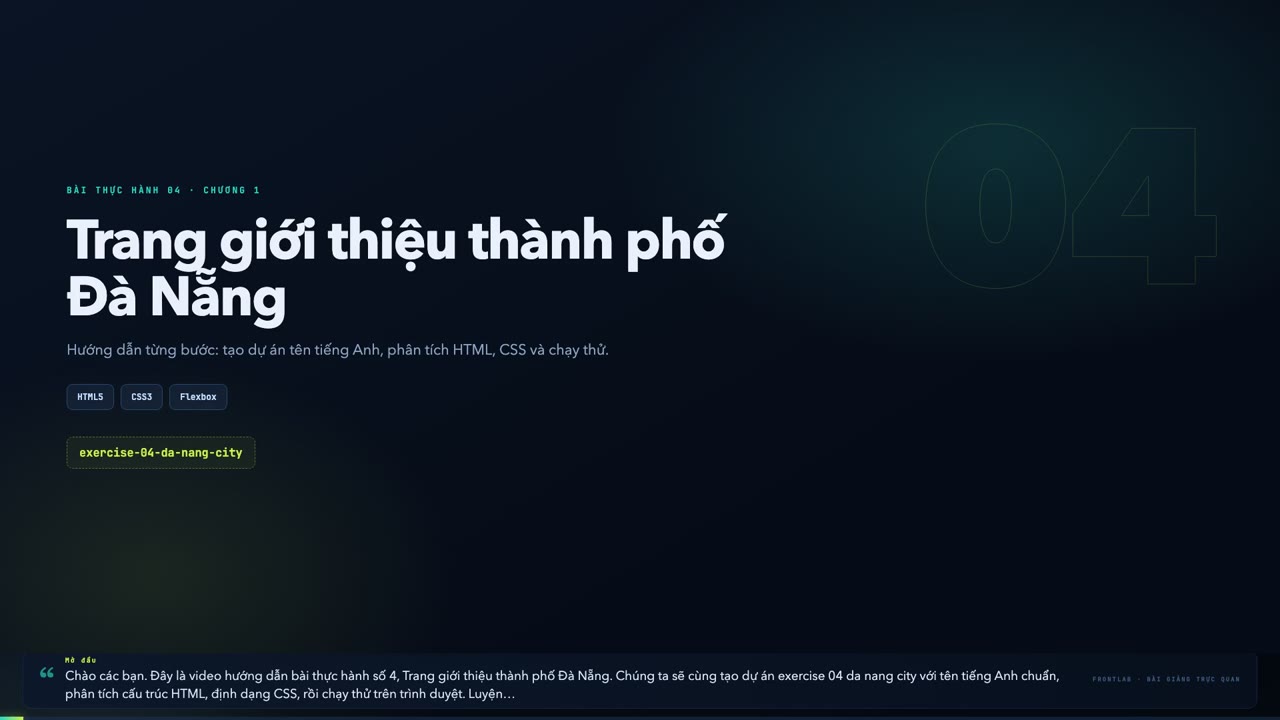 BÀI THỰC HÀNH 04 · CHƯƠNG 1
04
Trang giới thiệu thành phố
Đà Nẵng
Hướng dẫn từng bước: tạo dự án tên tiếng Anh, phân tích HTML, CSS và chạy thử.
HTML5 CSS3 Flexbox
exercise-04-da-nang-city
Mở đầu
“ Chào các bạn. Đây là video hướng dẫn bài thực hành số 4, Trang giới thiệu thành phố Đà Nẵng. Chúng ta sẽ cùng tạo dự án exercise 04 da nang city với tên tiếng Anh chuẩn,
phân tích cấu trúc HTML, định dạng CSS, rồi chạy thử trên trình duyệt. Luyện…
FRONTLAB · BÀI GIẢNG TRỰC QUAN